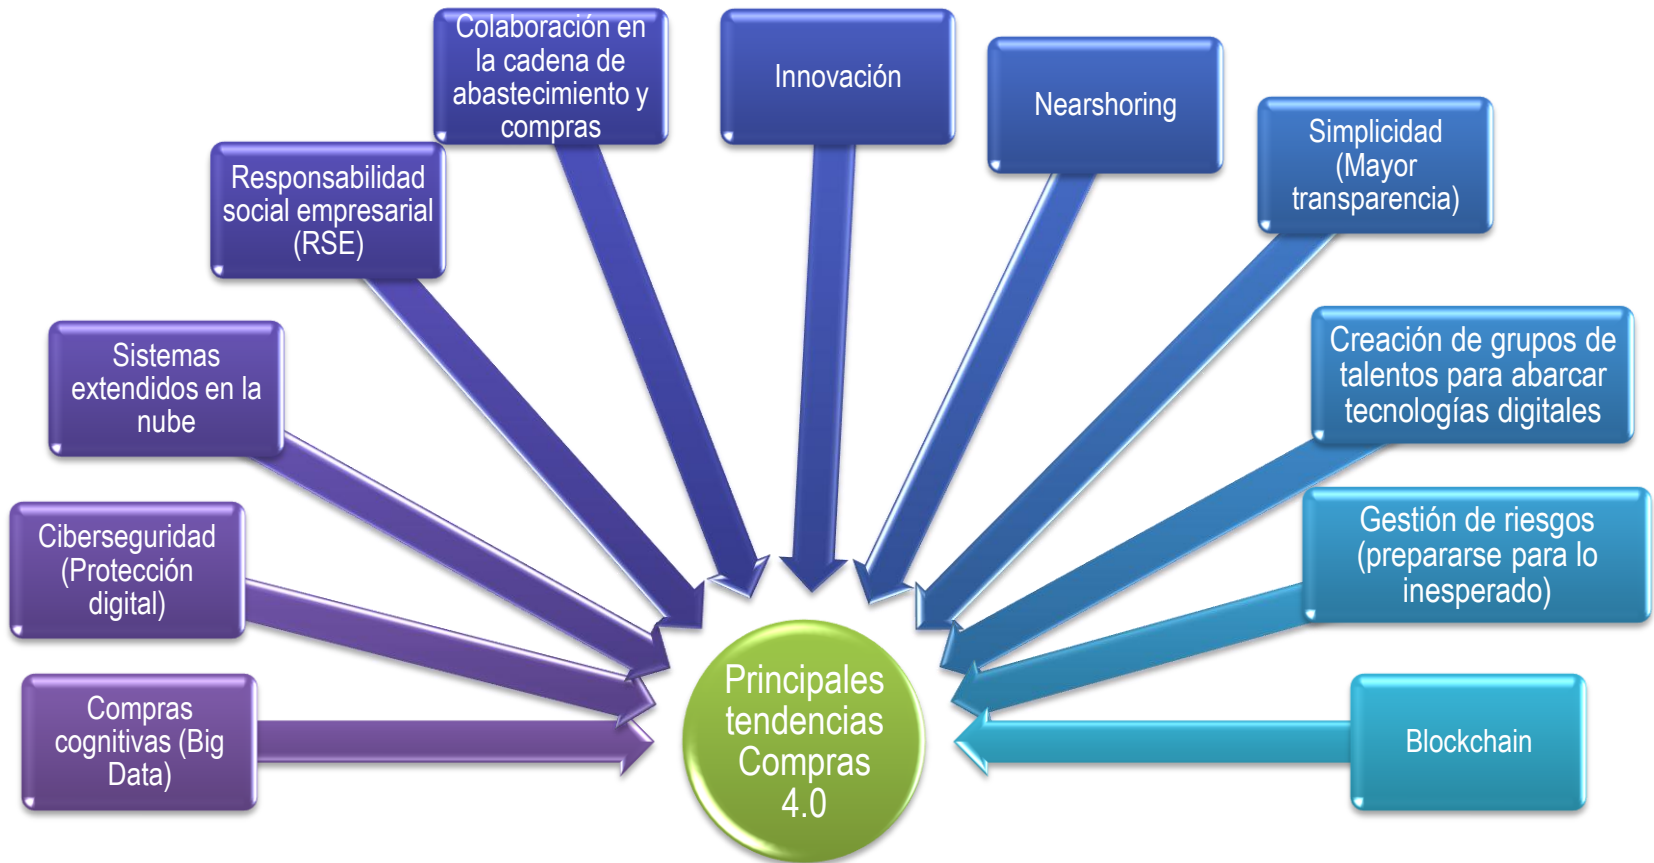 Colaboración en
la cadena de
abastecimiento y
compras
Innovación
Nearshoring
Simplicidad
(Mayor
transparencia)
Responsabilidad
social empresarial
(RSE)
Sistemas
extendidos en la
nube
Creación de grupos de
talentos para abarcar
tecnologías digitales
Ciberseguridad
(Protección
digital)
Gestión de riesgos
(prepararse para lo
inesperado)
Compras
cognitivas (Big
Data)
Principales
tendencias
Compras
4.0
Blockchain